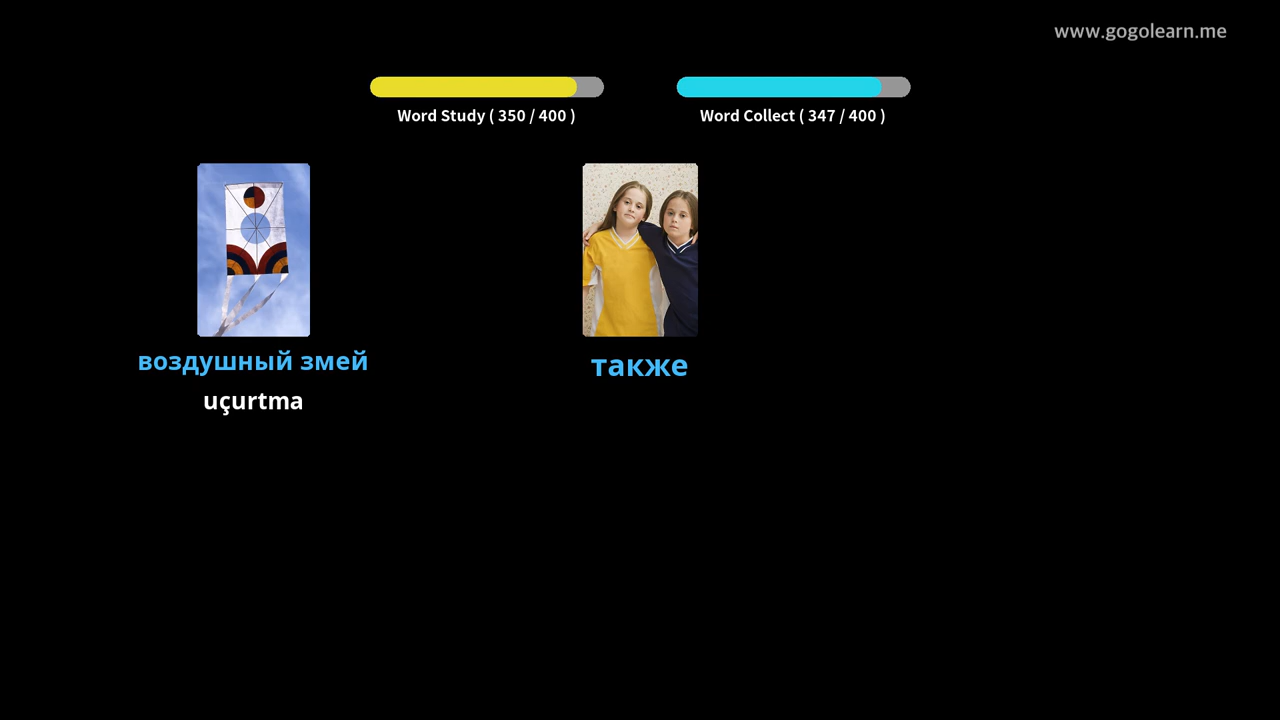 www.gogolearn.me
Word Study ( 350 / 400 )
Word Collect ( 347 / 400 )
воздушный змей
uçurtma
также